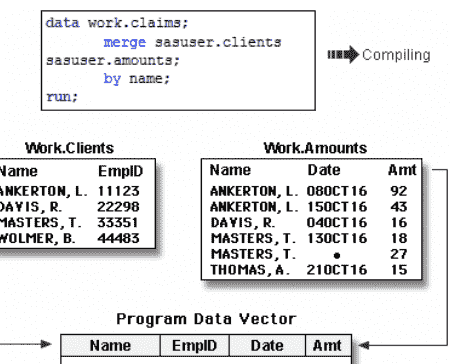 data work.claims;
merge sasuser.clients
sasuser.amounts;
by name;
run;
Compiling
Work.Clients
Name EmpID
ANKERTON, L. 11123
DAVIS, R. 22298
MASTERS, T. 33351
WOLMER, B. 44483
Work.Amounts
Name Date Amt
ANKERTON, L. 08OCT16 92
ANKERTON, L. 15OCT16 43
DAVIS, R. 04OCT16 16
MASTERS, T. 13OCT16 18
MASTERS, T. • 27
THOMAS, A. 21OCT16 15
Program Data Vector
Name EmpID Date Amt